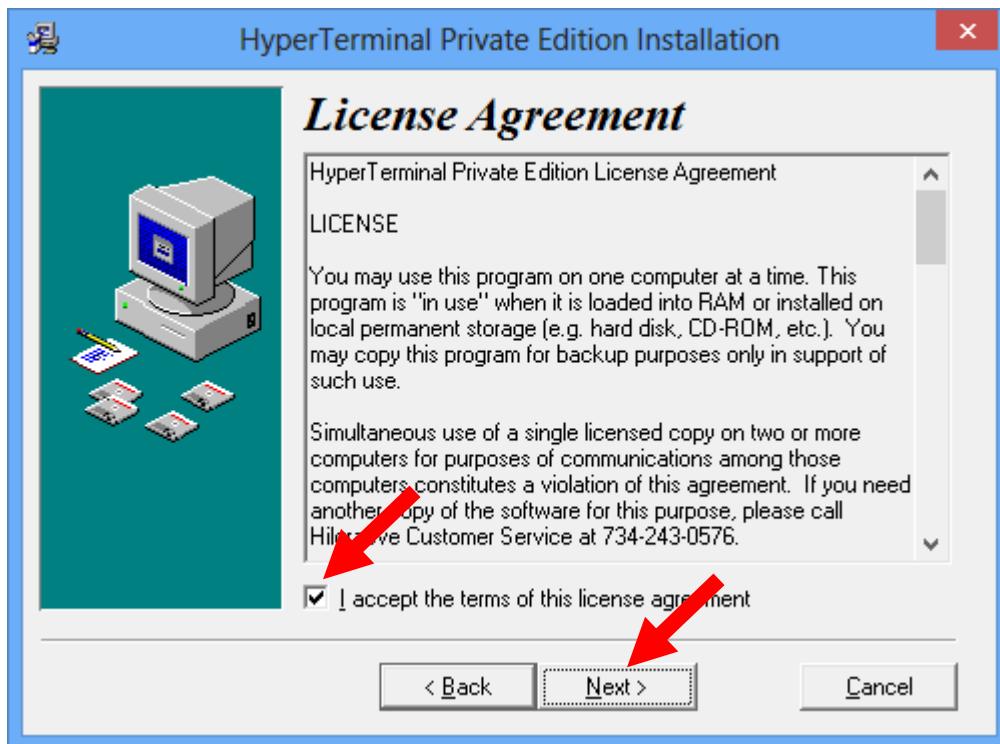 HyperTerminal Private Edition Installation
License Agreement
HyperTerminal Private Edition License Agreement
LICENSE
You may use this program on one computer at a time. This
program is "in use" when it is loaded into RAM or installed on
local permanent storage (e.g. hard disk, CD-ROM, etc.). You
may copy this program for backup purposes only in support of
such use.
Simultaneous use of a single licensed copy on two or more
computers for purposes of communications among those
computers constitutes a violation of this agreement. If you need
another copy of the software for this purpose, please call
Customer Service at 734-243-0576.
I accept the terms of this license agreement
< Back
Next >
Cancel